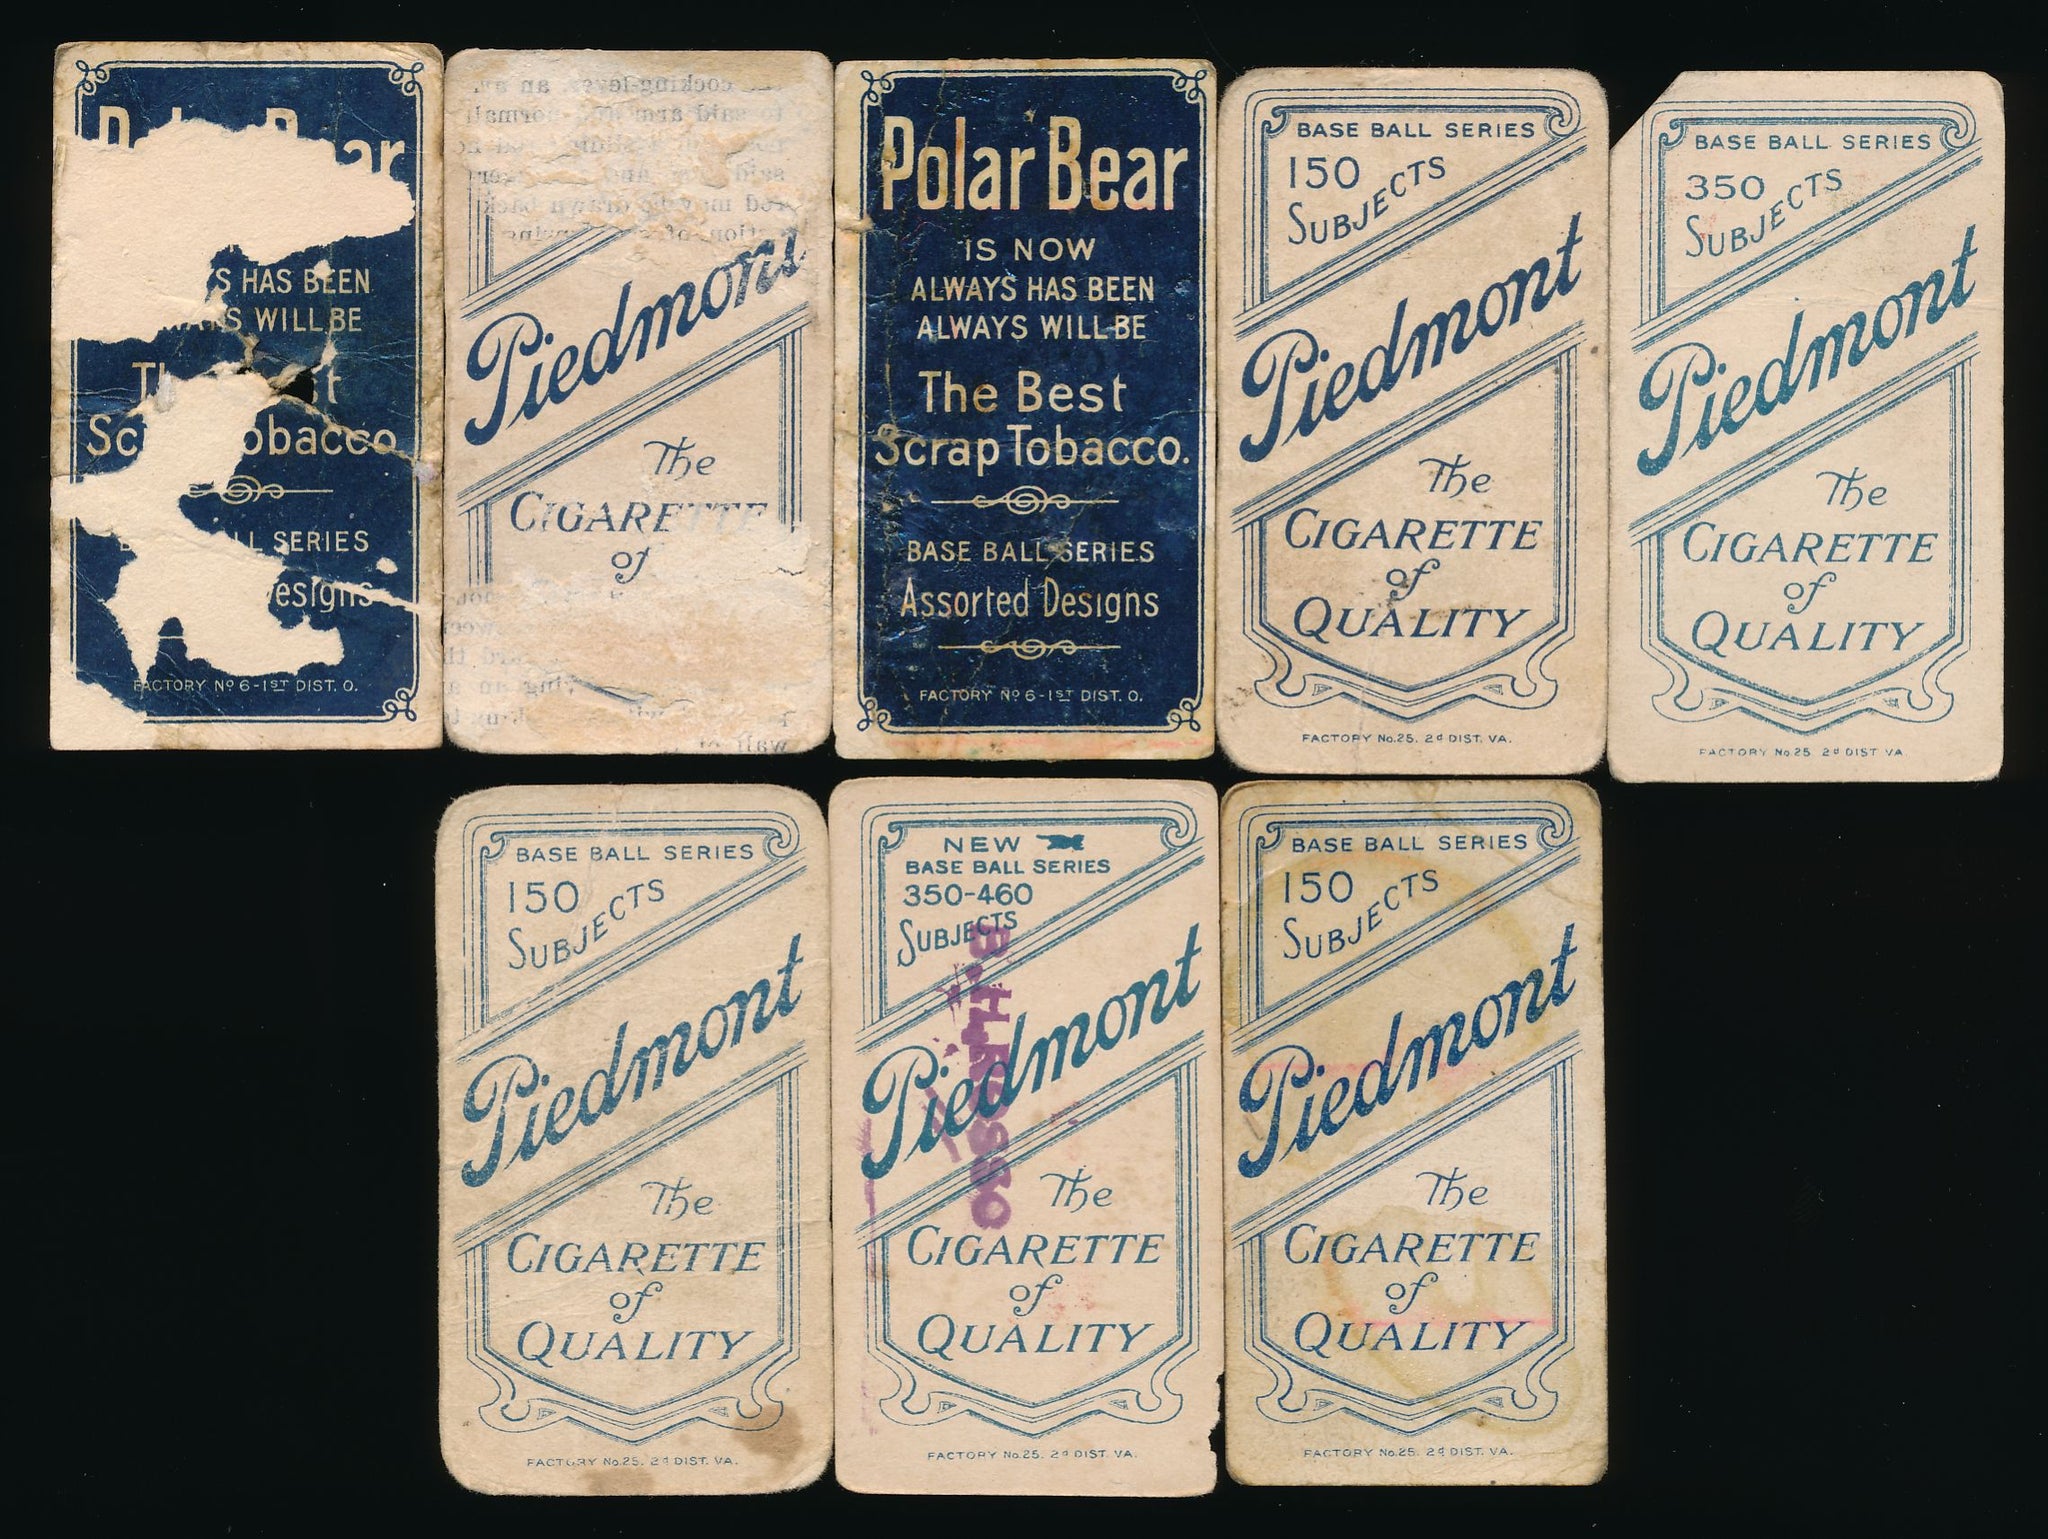 ar
S HAS BEEN
WILL BE
Sc obacco
SERIES
esigns
FACTORY Nº 6-1ST DIST. O.
Piedmont
The
CIGARETTE
of
Polar Bear
IS NOW
ALWAYS HAS BEEN
ALWAYS WILL BE
The Best
Scrap Tobacco.
BASE BALL SERIES
Assorted Designs
FACTORY Nº 6-1ST DIST. O.
BASE BALL SERIES
150
SUBJECTS
Piedmont
The
CIGARETTE
of
QUALITY
FACTORY No. 25. 2d DIST. VA.
BASE BALL SERIES
350
SUBJECTS
Piedmont
The
CIGARETTE
of
QUALITY
FACTORY No. 25. 2d DIST. VA.
BASE BALL SERIES
150
SUBJECTS
Piedmont
The
CIGARETTE
of
QUALITY
FACTORY No. 25. 2d DIST. VA.
NEW
BASE BALL SERIES
350-460
SUBJECTS
Piedmont
The
CIGARETTE
of
QUALITY
FACTORY No. 25. 2d DIST. VA.
BASE BALL SERIES
150
SUBJECTS
Piedmont
The
CIGARETTE
of
QUALITY
FACTORY No. 25. 2d DIST. VA.